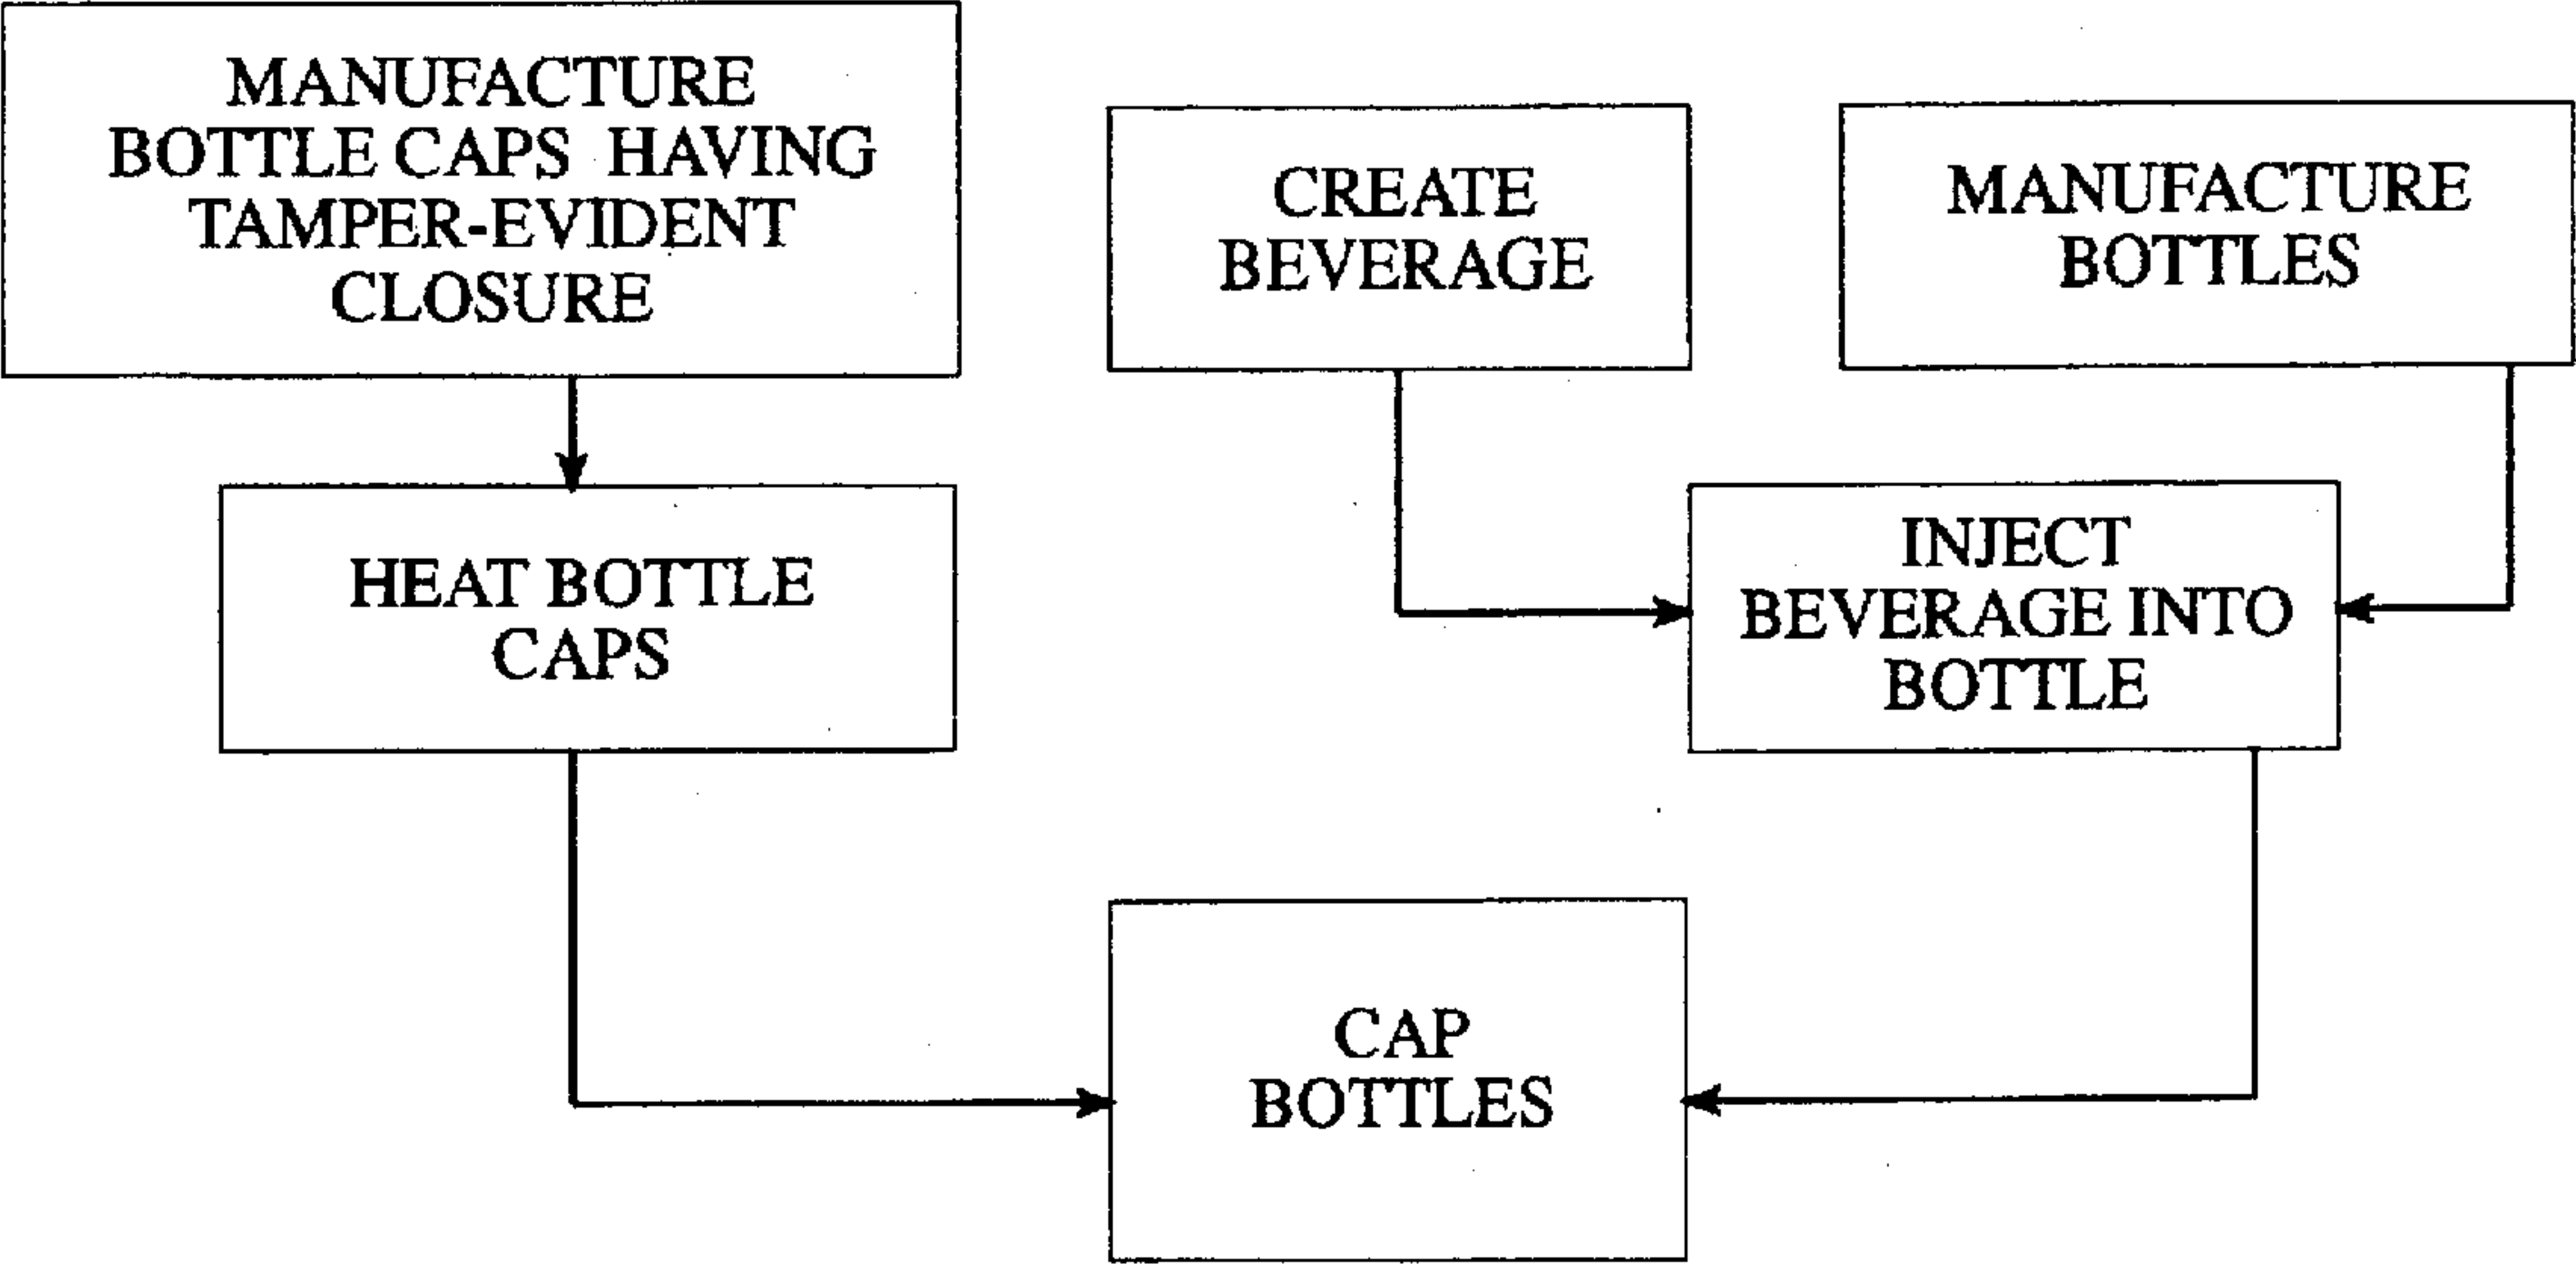 MANUFACTURE
BOTTLE CAPS HAVING
TAMPER-EVIDENT
CLOSURE
CREATE
BEVERAGE
MANUFACTURE
BOTTLES
HEAT BOTTLE
CAPS
INJECT
BEVERAGE INTO
BOTTLE
CAP
BOTTLES